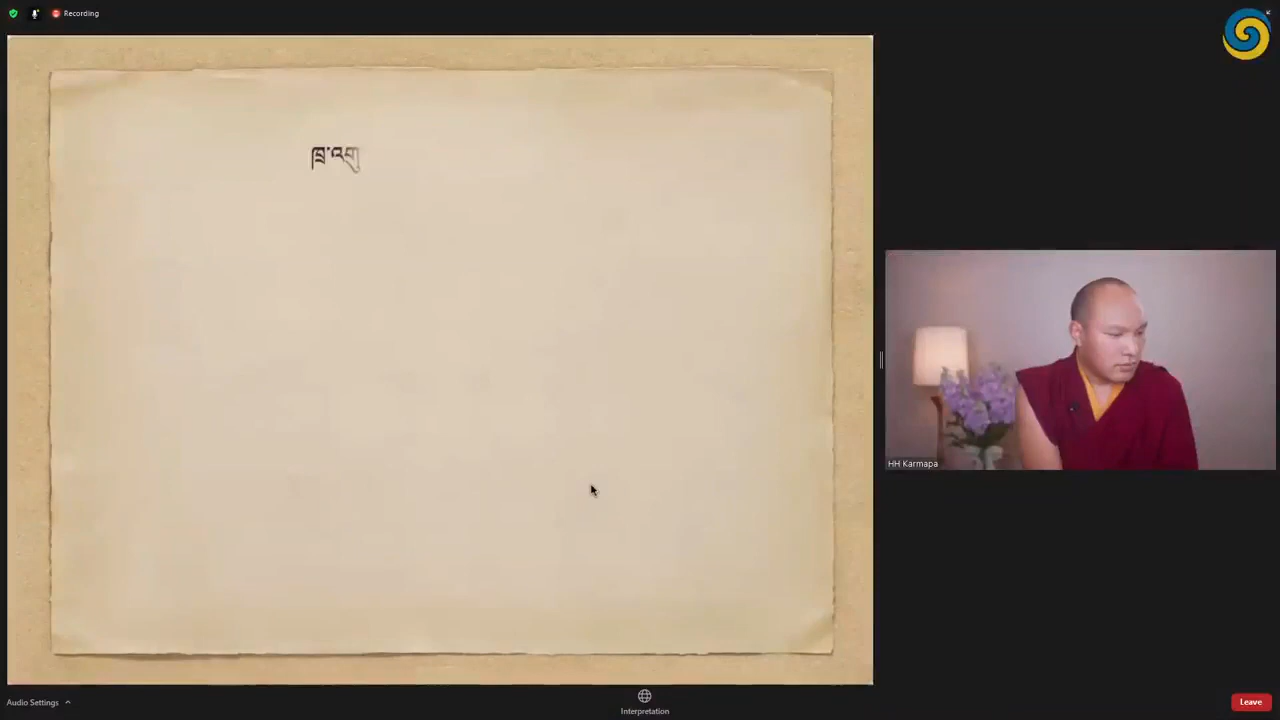 Recording
ཁྲ་འགུ
HH Karmapa
Audio Settings
Interpretation
Leave